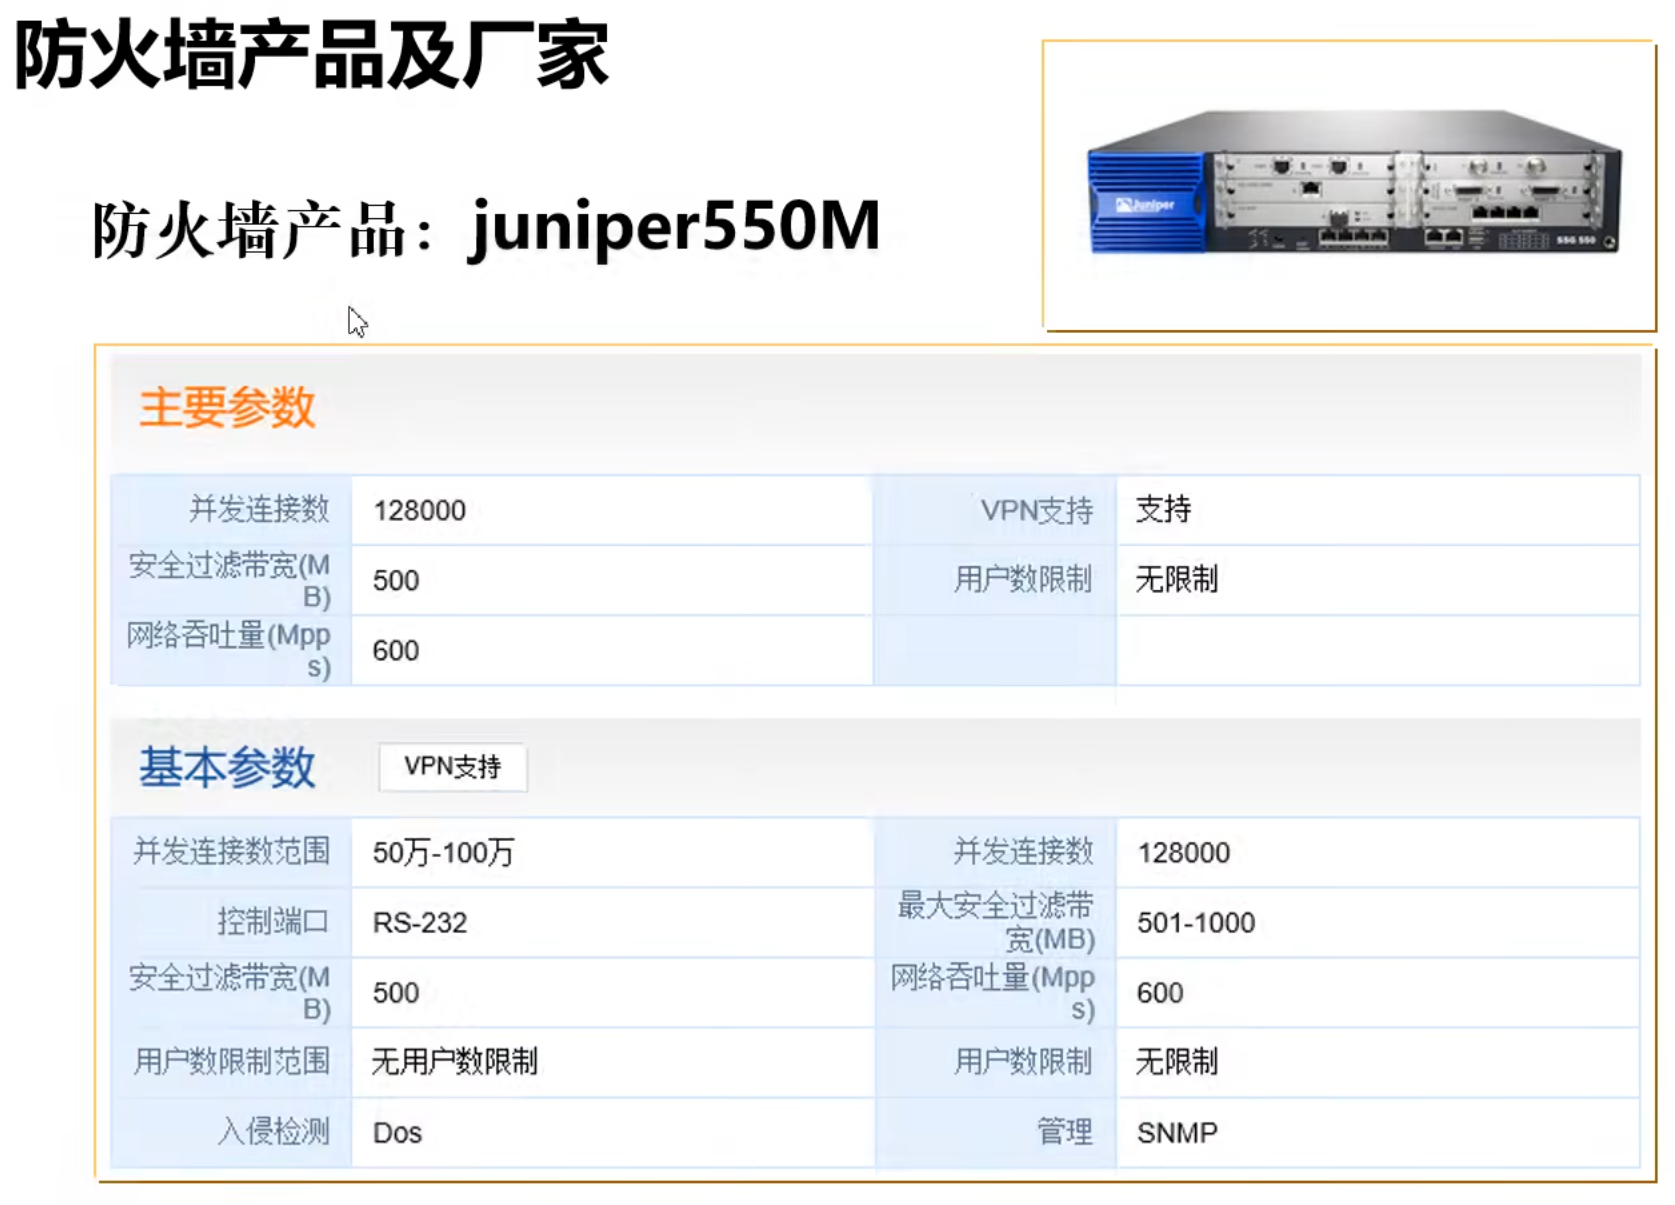 防火墙产品及厂家
防火墙产品：juniper550M
Juniper
SSG 550
主要参数
并发连接数 128000 VPN支持 支持
安全过滤带宽(M
B) 500 用户数限制 无限制
网络吞吐量(Mpp
s) 600
基本参数 VPN支持
并发连接数范围 50万-100万 并发连接数 128000
控制端口 RS-232 最大安全过滤带
宽(MB) 501-1000
安全过滤带宽(M
B) 500 网络吞吐量(Mpp
s) 600
用户数限制范围 无用户数限制 用户数限制 无限制
入侵检测 Dos 管理 SNMP